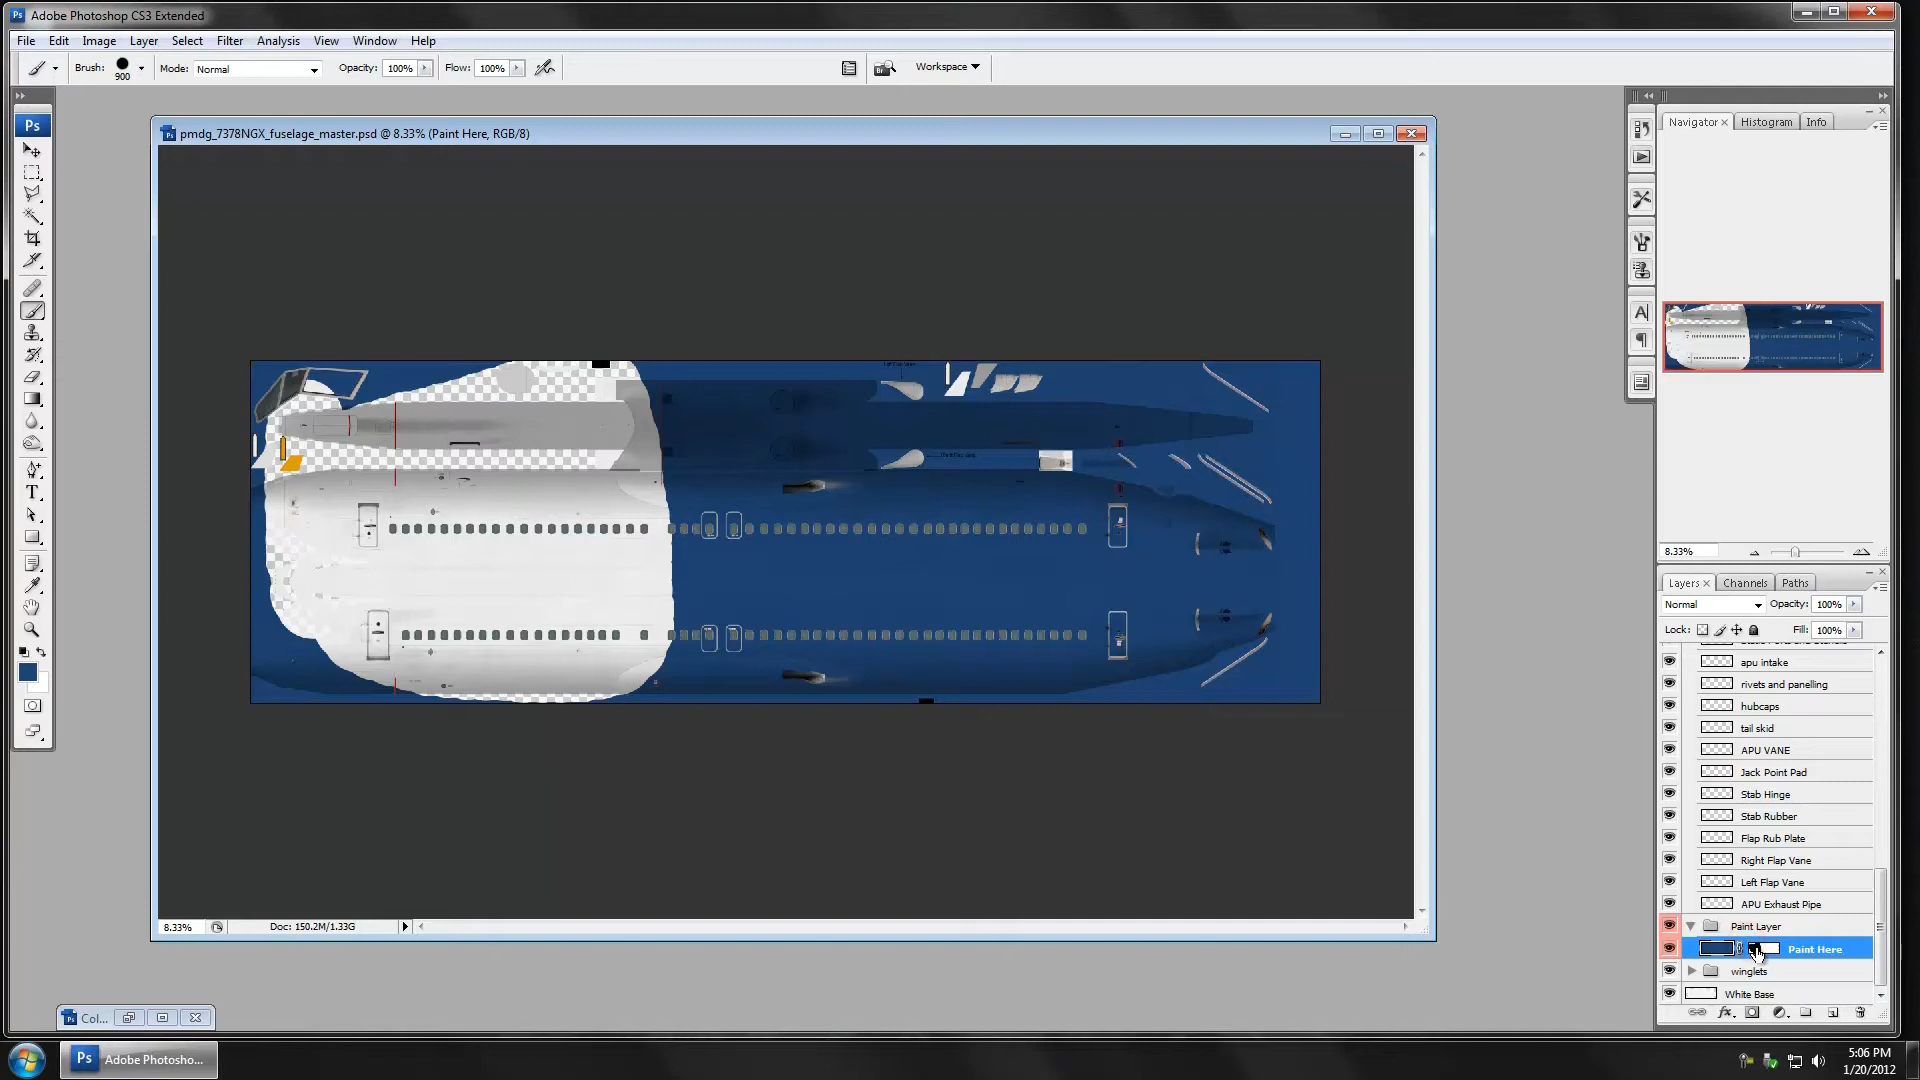 Adobe Photoshop CS3 Extended
File Edit Image Layer Select Filter Analysis View Window Help
Brush: 900 Mode: Normal Opacity: 100% Flow: 100% Workspace
pmdg_7378NGX_fuselage_master.psd @ 8.33% (Paint Here, RGB/8)
Ps
Navigator Histogram Info
8.33%
Layers Channels Paths
Normal Opacity: 100%
Lock: Fill: 100%
apu intake
rivets and panelling
hubcaps
tail skid
APU VANE
Jack Point Pad
Stab Hinge
Stab Rubber
Flap Rub Plate
Right Flap Vane
Left Flap Vane
APU Exhaust Pipe
Paint Layer
Paint Here
winglets
White Base
8.33% Doc: 150.2M/1.33G
Col...
Adobe Photosho...
5:06 PM
1/20/2012